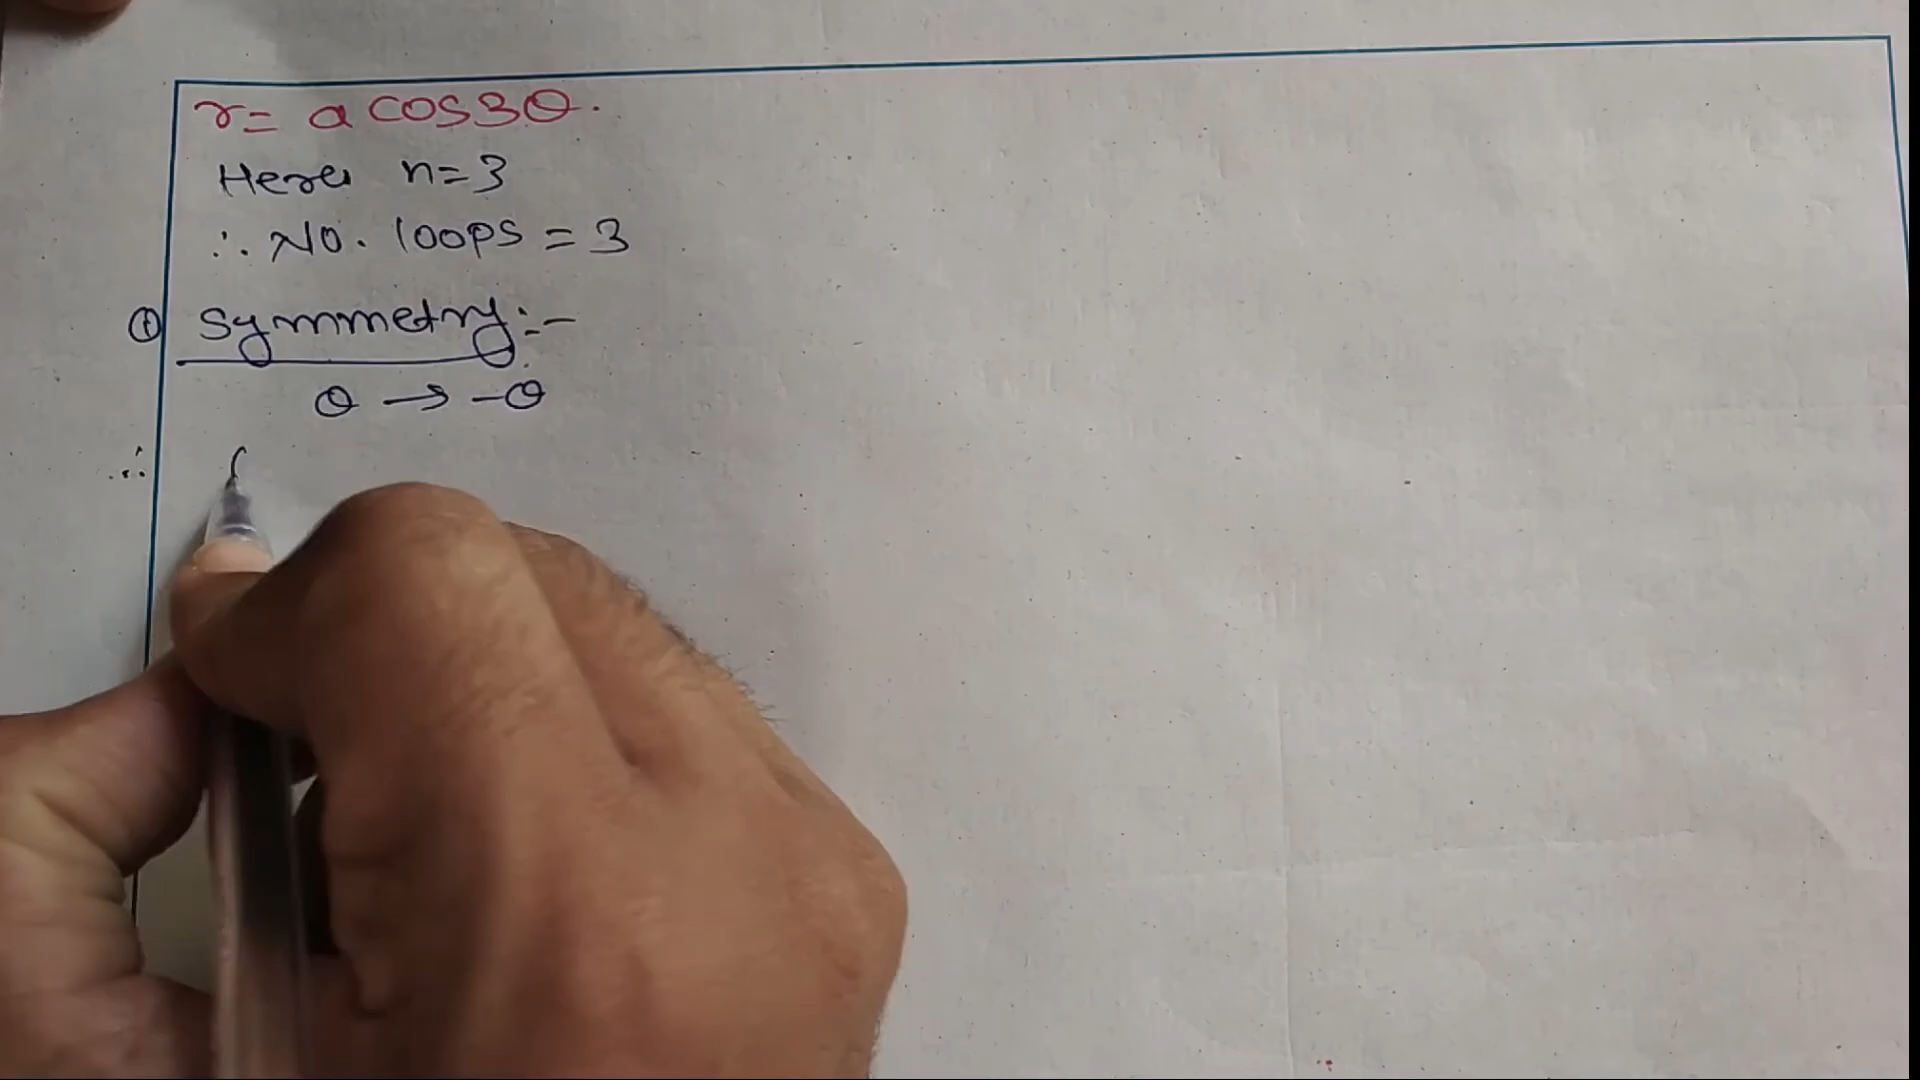 r = a cos3θ.
Here n=3
∴ No. loops = 3
① Symmetry :-
θ → -θ
∴